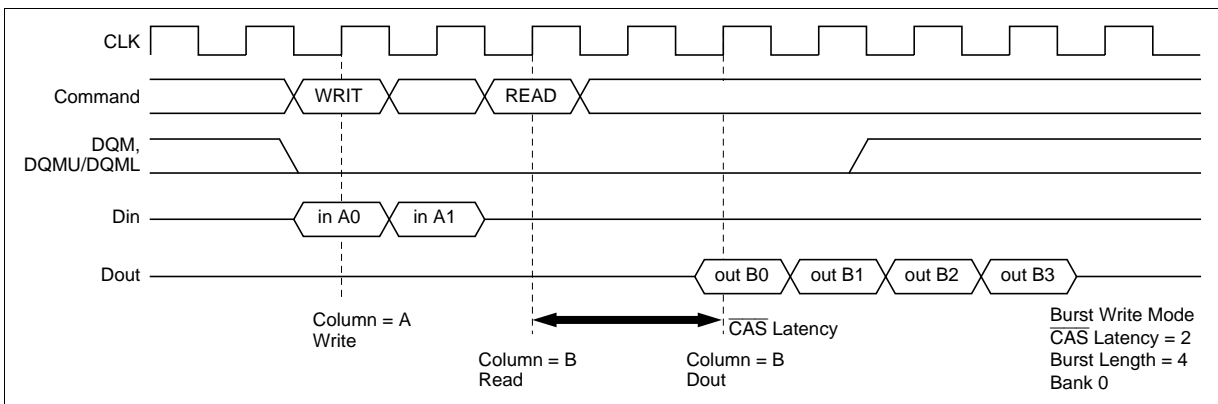 CLK
Command
WRIT
READ
DQM,
DQMU/DQML
Din
in A0
in A1
Dout
out B0
out B1
out B2
out B3
Column = A
Write
CAS Latency
Column = B
Read
Column = B
Dout
Burst Write Mode
CAS Latency = 2
Burst Length = 4
Bank 0